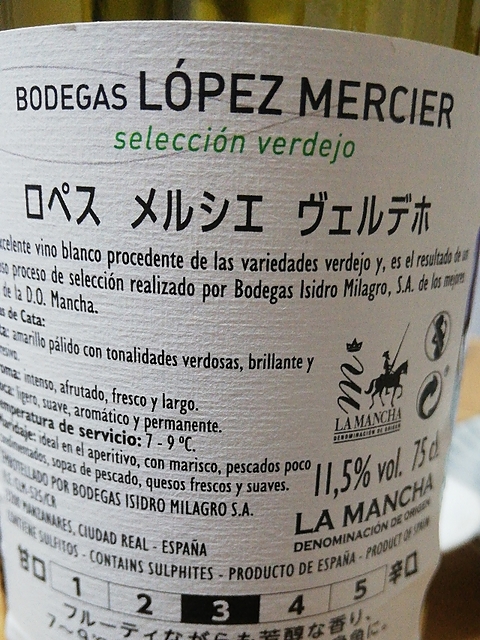 BODEGAS LÓPEZ MERCIER
selección verdejo
ロペス メルシエ ヴェルデホ
vino blanco procedente de las variedades verdejo y, es el resultado de
proceso de selección realizado por Bodegas Isidro Milagro, S.A. de los mejores
de la D.O. Mancha.
de Cata:
amarillo pálido con tonalidades verdosas, brillante y
intenso, afrutado, fresco y largo.
ligero, suave, aromático y permanente.
de servicio: 7 - 9 ºC.
ideal en el aperitivo, con marisco, pescados poco
sopas de pescado, quesos frescos y suaves.
POR BODEGAS ISIDRO MILAGRO S.A.
MANZANARES, CIUDAD REAL - ESPAÑA
SULFITOS - CONTAINS SULPHITES - PRODUCTO DE ESPAÑA - PRODUCT OF SPAIN
m
LA MANCHA
DENOMINACIÓN DE ORIGEN
11,5% vol. 75 cl.
LA MANCHA
DENOMINACIÓN DE ORIGEN
甘口 1 2 3 4 5 辛口
フルーティながらも芳醇な香り